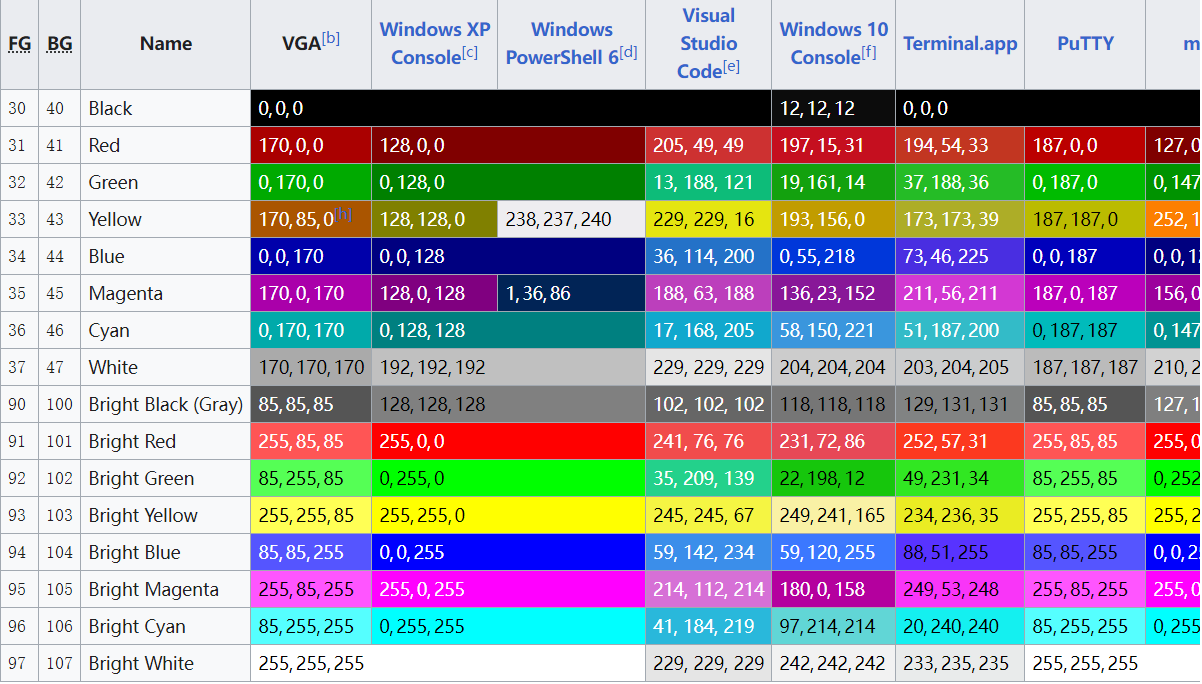 FG BG Name VGA[b] Windows XP Console[c] Windows PowerShell 6[d] Visual Studio Code[e] Windows 10 Console[f] Terminal.app PuTTY m
30 40 Black 0,0,0 12,12,12 0,0,0
31 41 Red 170,0,0 128,0,0 205, 49, 49 197,15,31 194,54,33 187,0,0 127,0
32 42 Green 0,170,0 0,128,0 13, 188, 121 19,161,14 37,188,36 0,187,0 0,147
33 43 Yellow 170,85,0[h] 128,128,0 238,237,240 229, 229, 16 193,156,0 173,173,39 187,187,0 252,1
34 44 Blue 0,0,170 0,0,128 36, 114, 200 0,55,218 73,46,225 0,0,187 0,0,1
35 45 Magenta 170,0,170 128,0,128 1,36,86 188, 63, 188 136,23,152 211,56,211 187,0,187 156,0
36 46 Cyan 0,170,170 0,128,128 17, 168, 205 58,150,221 51,187,200 0,187,187 0,147
37 47 White 170,170,170 192,192,192 229, 229, 229 204,204,204 203,204,205 187,187,187 210,2
90 100 Bright Black (Gray) 85,85,85 128,128,128 102, 102, 102 118,118,118 129,131,131 85,85,85 127,1
91 101 Bright Red 255,85,85 255,0,0 241, 76, 76 231,72,86 252,57,31 255,85,85 255,0
92 102 Bright Green 85,255,85 0,255,0 35, 209, 139 22,198,12 49,231,34 85,255,85 0,252
93 103 Bright Yellow 255,255,85 255,255,0 245, 245, 67 249,241,165 234,236,35 255,255,85 255,2
94 104 Bright Blue 85,85,255 0,0,255 59, 142, 234 59,120,255 88,51,255 85,85,255 0,0,2
95 105 Bright Magenta 255,85,255 255,0,255 214, 112, 214 180,0,158 249,53,248 255,85,255 255,0
96 106 Bright Cyan 85,255,255 0,255,255 41, 184, 219 97,214,214 20,240,240 85,255,255 0,255
97 107 Bright White 255,255,255 229, 229, 229 242,242,242 233,235,235 255,255,255